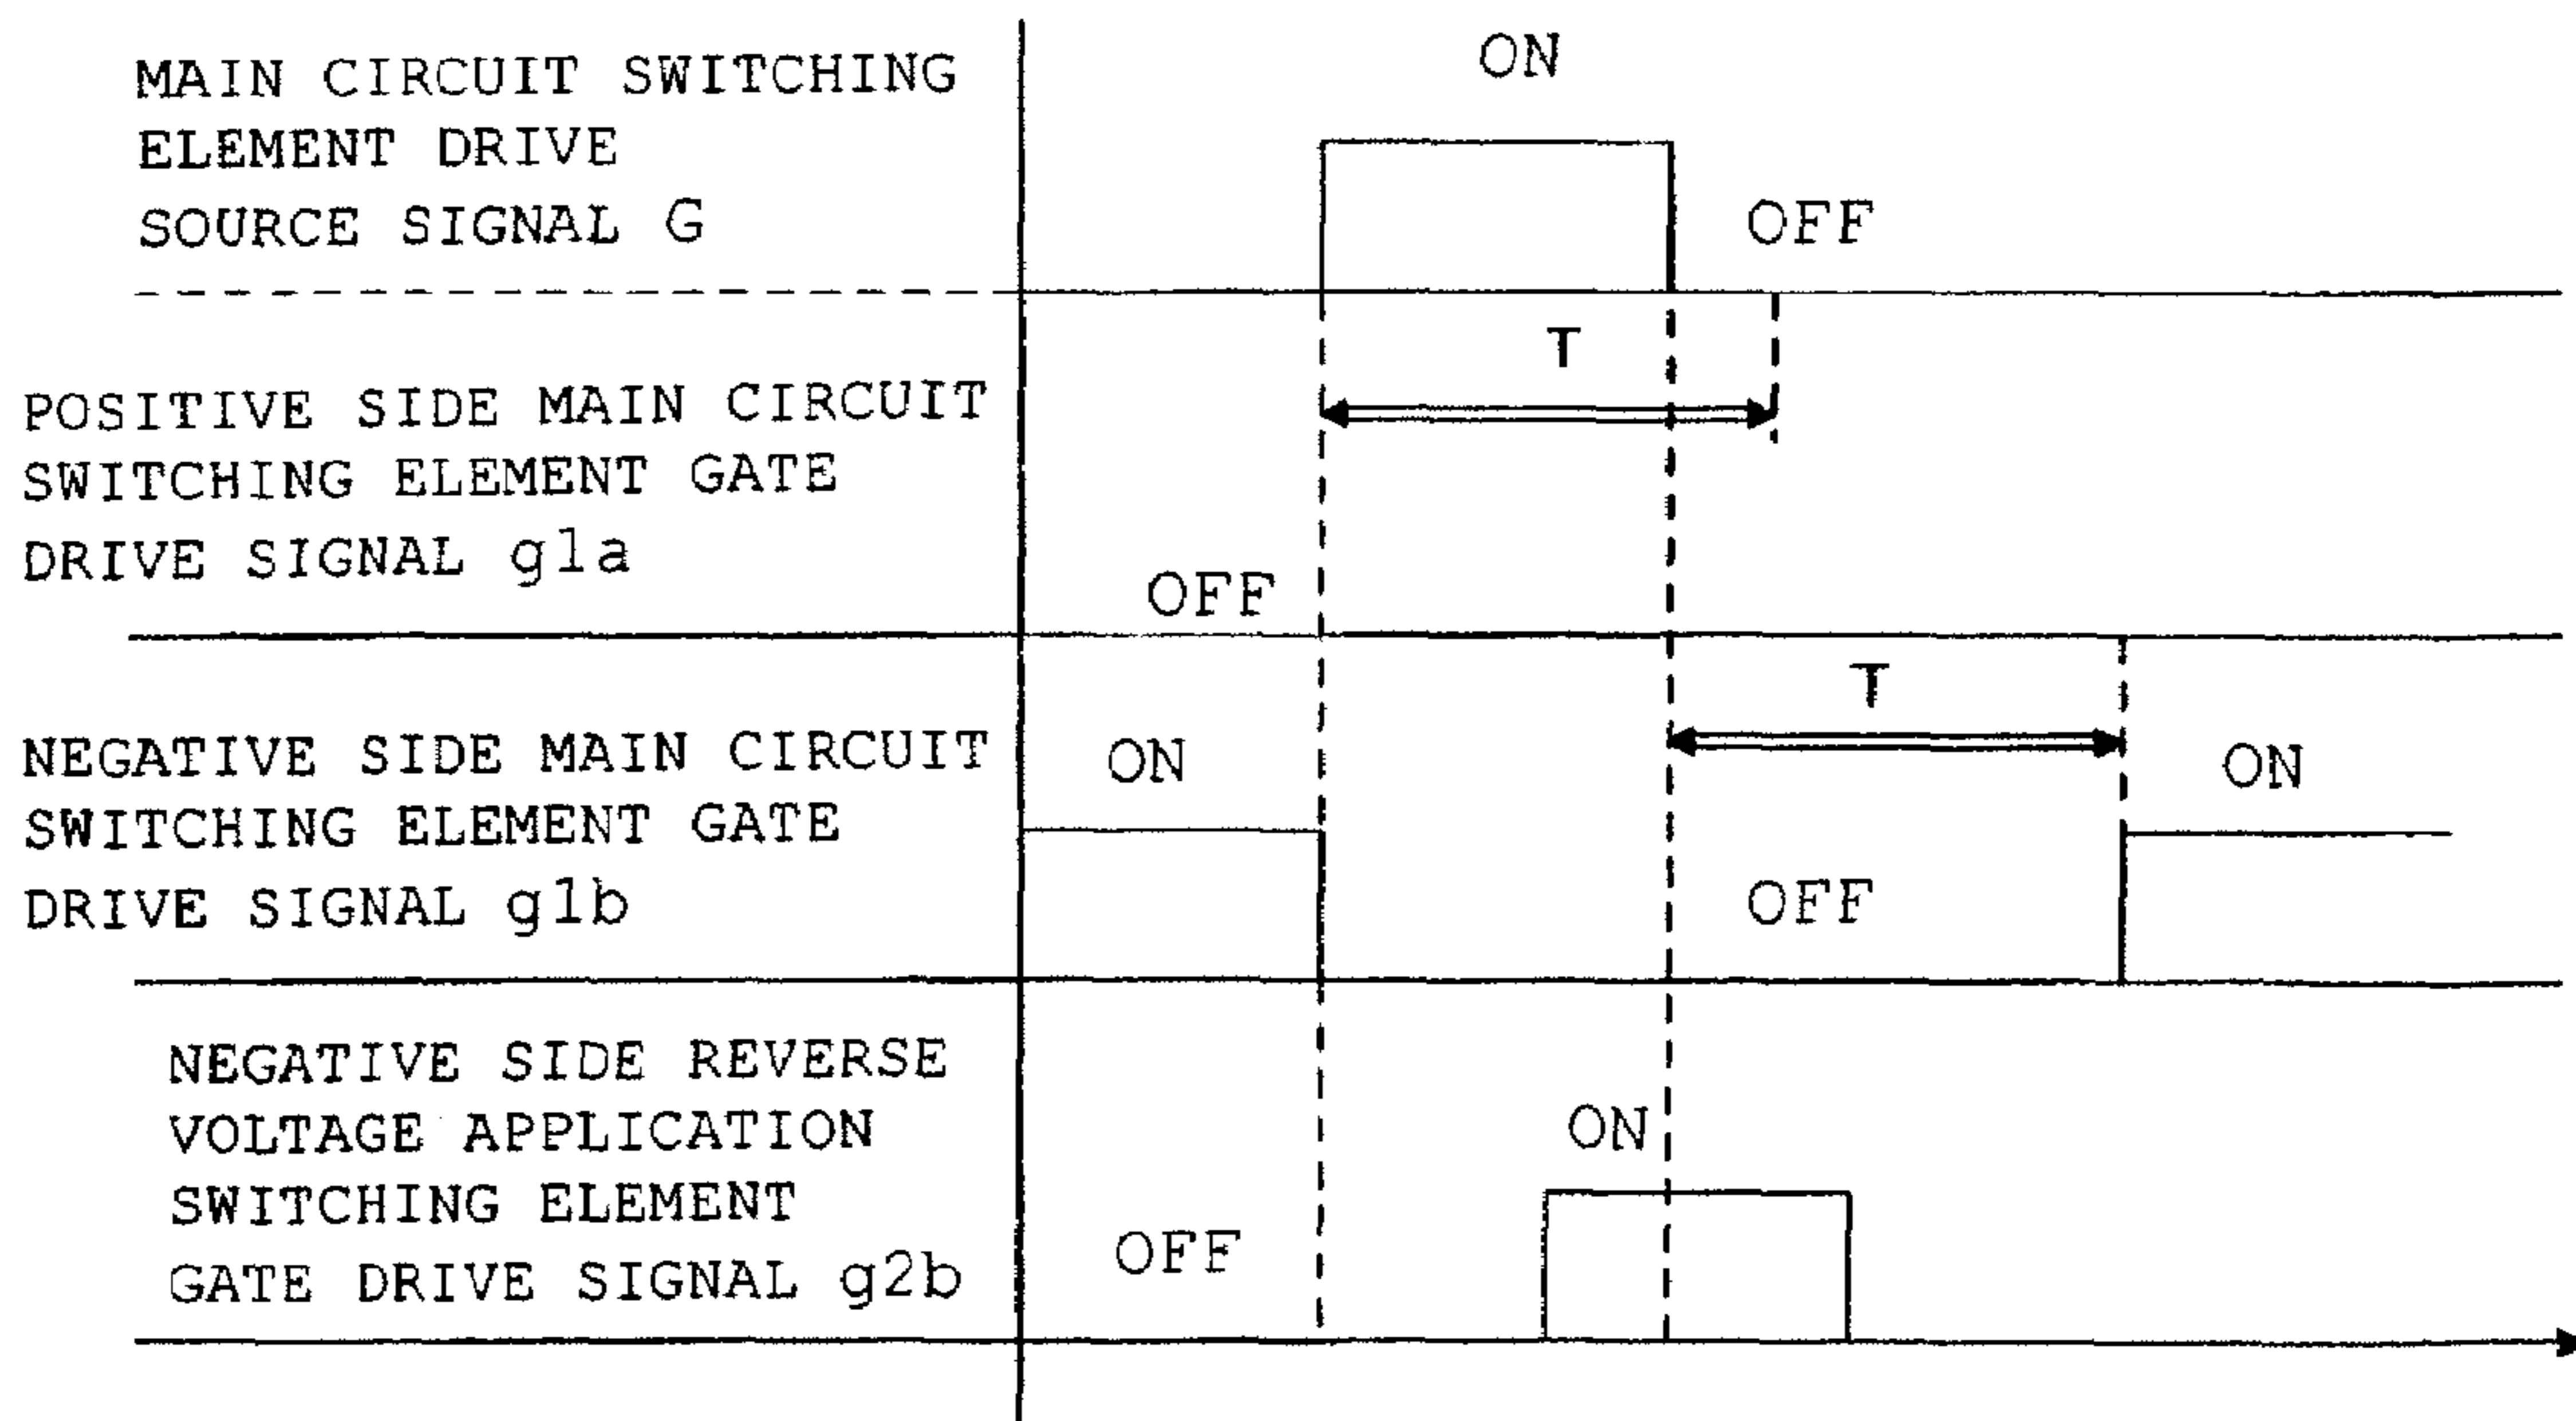 MAIN CIRCUIT SWITCHING
ELEMENT DRIVE
SOURCE SIGNAL G
ON
OFF
T
POSITIVE SIDE MAIN CIRCUIT
SWITCHING ELEMENT GATE
DRIVE SIGNAL g1a
OFF
T
NEGATIVE SIDE MAIN CIRCUIT
SWITCHING ELEMENT GATE
DRIVE SIGNAL g1b
ON
OFF
ON
NEGATIVE SIDE REVERSE
VOLTAGE APPLICATION
SWITCHING ELEMENT
GATE DRIVE SIGNAL g2b
OFF
ON